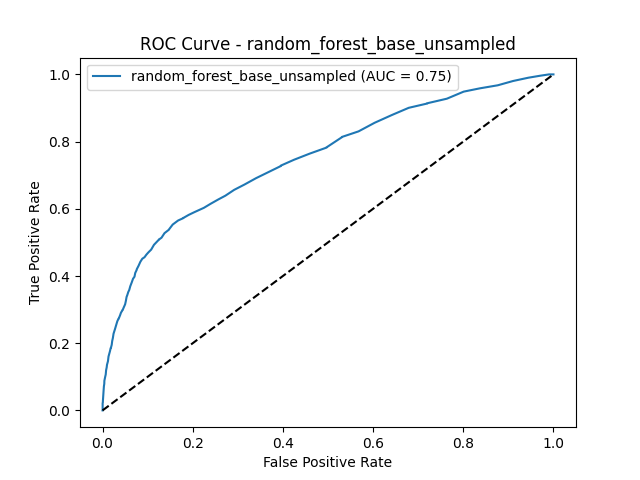 ROC Curve - random_forest_base_unsampled
random_forest_base_unsampled (AUC = 0.75)
1.0
0.8
0.6
0.4
0.2
0.0
True Positive Rate
0.0 0.2 0.4 0.6 0.8 1.0
False Positive Rate